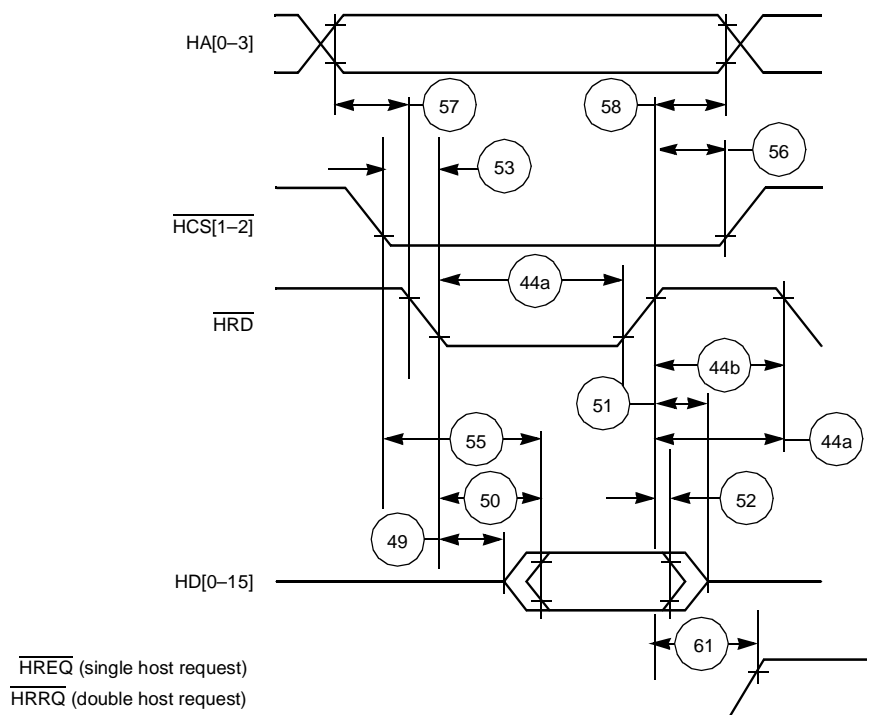 HA[0–3]
57
58
56
53
HCS[1–2]
44a
HRD
44b
51
55
44a
50
52
49
HD[0–15]
61
HREQ (single host request)
HRRQ (double host request)